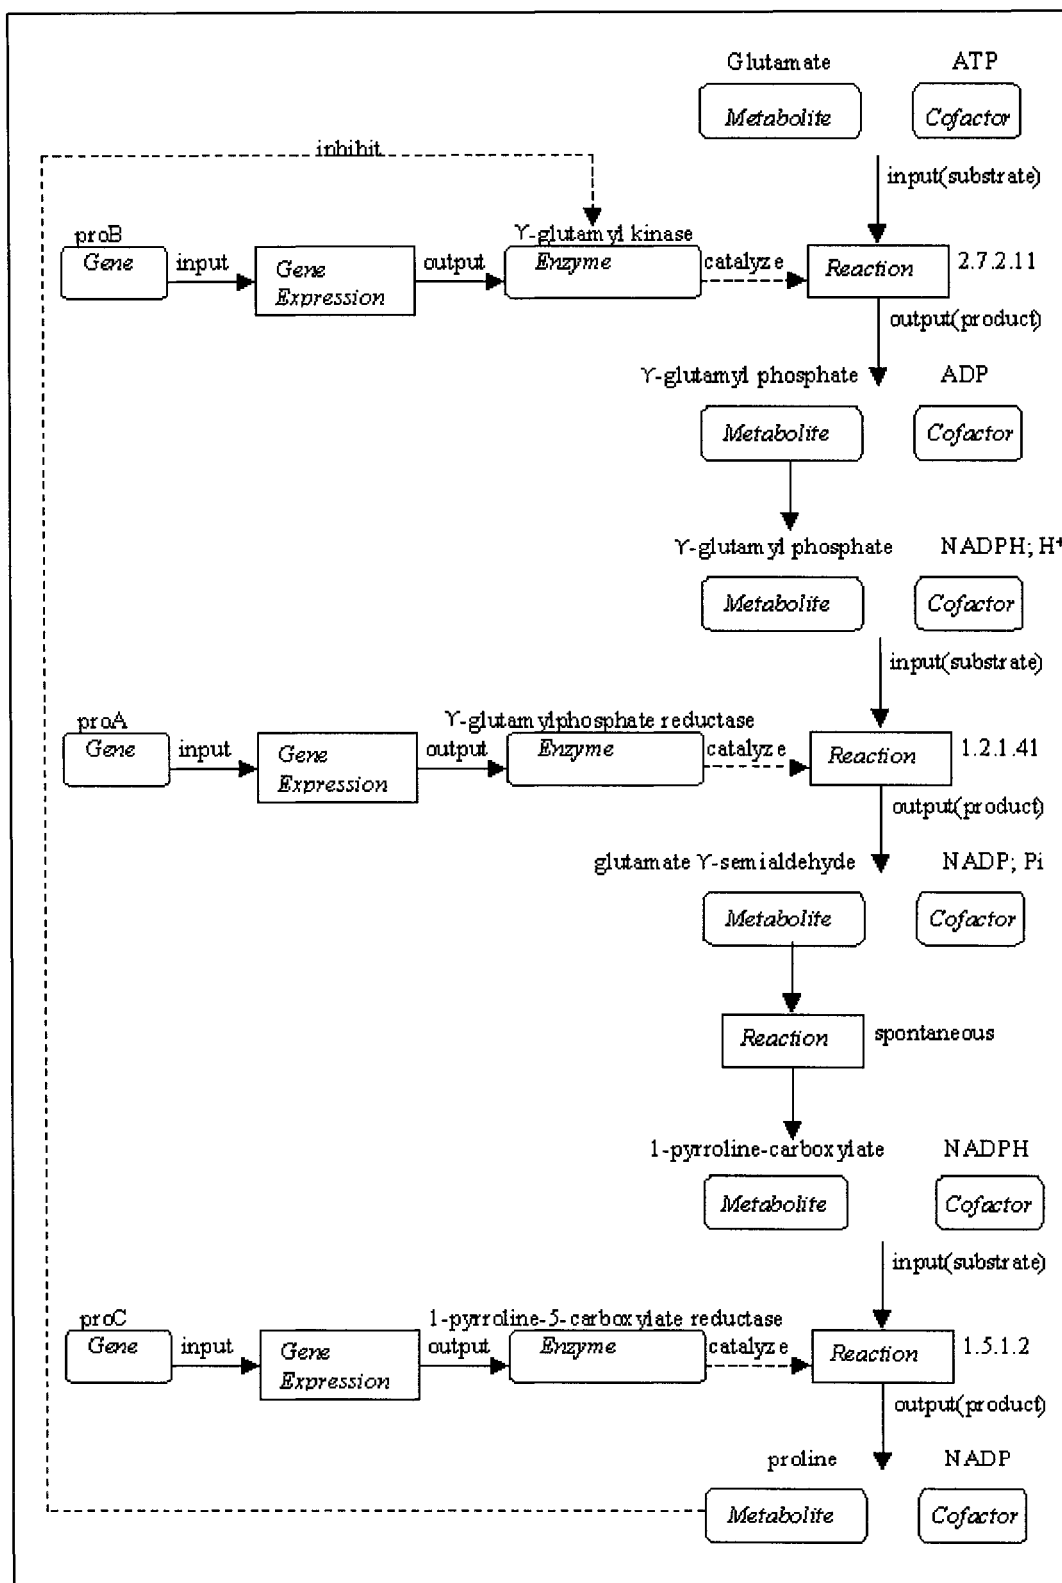 Glutamate ATP
Metabolite Cofactor
inhibit
input(substrate)
proB ϒ-glutamyl kinase
Gene input Gene Expression output Enzyme catalyze Reaction 2.7.2.11
output(product)
ϒ-glutamyl phosphate ADP
Metabolite Cofactor
ϒ-glutamyl phosphate NADPH; H+
Metabolite Cofactor
input(substrate)
proA ϒ-glutamylphosphate reductase
Gene input Gene Expression output Enzyme catalyze Reaction 1.2.1.41
output(product)
glutamate ϒ-semialdehyde NADP; Pi
Metabolite Cofactor
Reaction spontaneous
1-pyrroline-carboxylate NADPH
Metabolite Cofactor
input(substrate)
proC 1-pyrroline-5-carboxylate reductase
Gene input Gene Expression output Enzyme catalyze Reaction 1.5.1.2
output(product)
proline NADP
Metabolite Cofactor